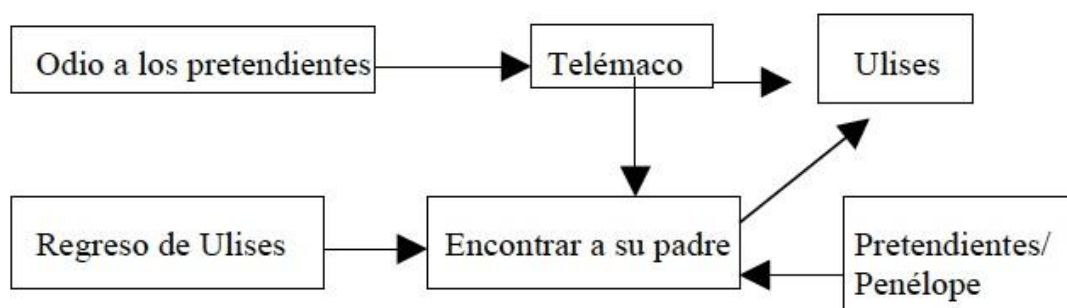 Odio a los pretendientes
Telémaco
Ulises
Regreso de Ulises
Encontrar a su padre
Pretendientes/
Penélope